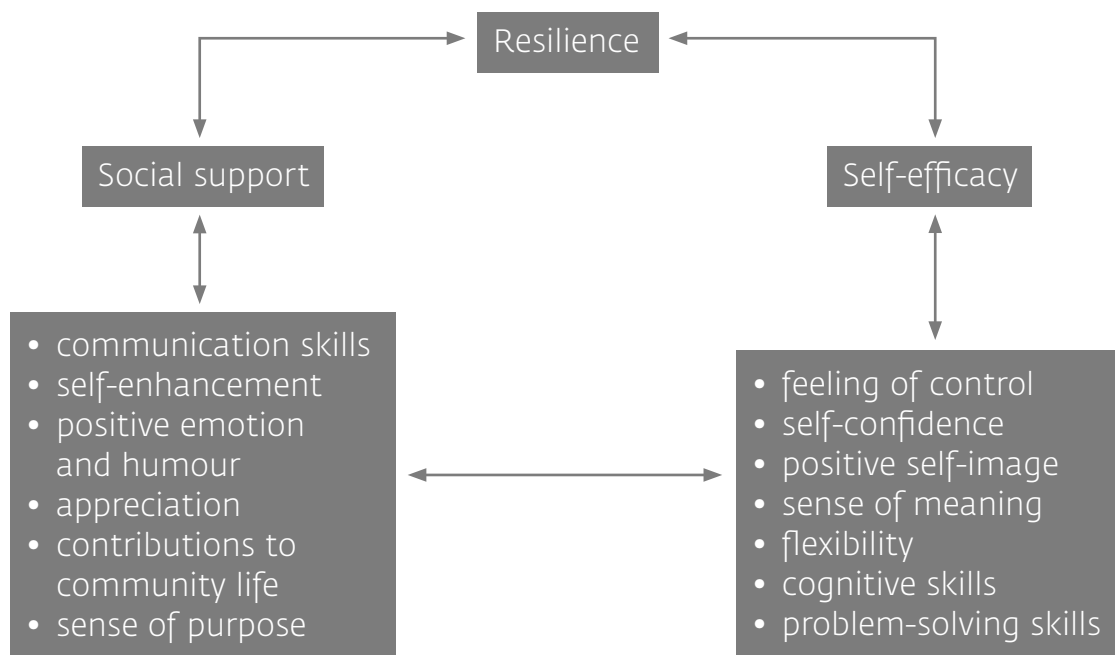 Resilience
Social support
Self-efficacy
• communication skills
• self-enhancement
• positive emotion
and humour
• appreciation
• contributions to
community life
• sense of purpose
• feeling of control
• self-confidence
• positive self-image
• sense of meaning
• flexibility
• cognitive skills
• problem-solving skills